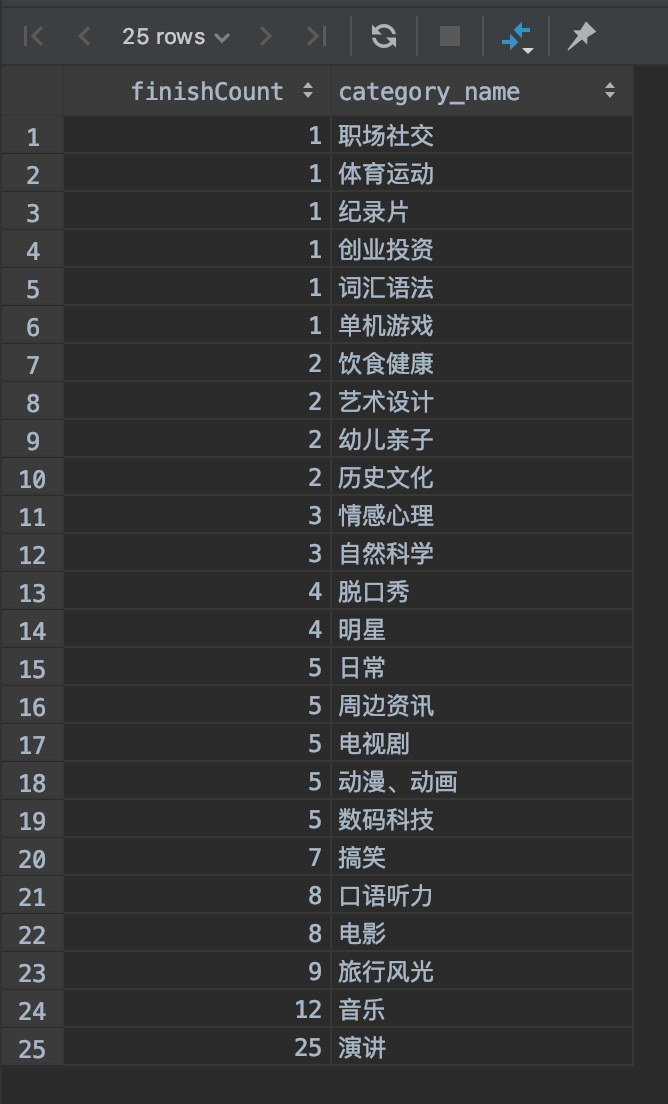 25 rows
finishCount category_name
1 1 职场社交
2 1 体育运动
3 1 纪录片
4 1 创业投资
5 1 词汇语法
6 1 单机游戏
7 2 饮食健康
8 2 艺术设计
9 2 幼儿亲子
10 2 历史文化
11 3 情感心理
12 3 自然科学
13 4 脱口秀
14 4 明星
15 5 日常
16 5 周边资讯
17 5 电视剧
18 5 动漫、动画
19 5 数码科技
20 7 搞笑
21 8 口语听力
22 8 电影
23 9 旅行风光
24 12 音乐
25 25 演讲